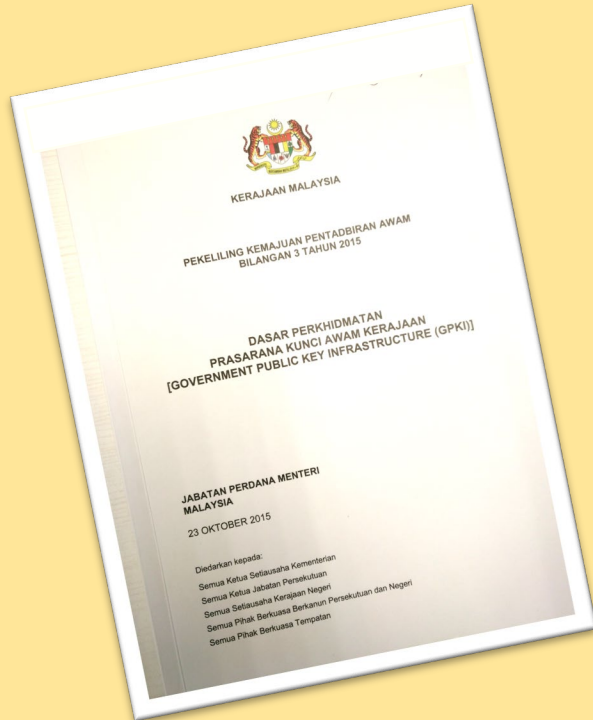 KERAJAAN MALAYSIA
PEKELILING KEMAJUAN PENTADBIRAN AWAM
BILANGAN 3 TAHUN 2015
DASAR PERKHIDMATAN
PRASARANA KUNCI AWAM KERAJAAN
[GOVERNMENT PUBLIC KEY INFRASTRUCTURE (GPKI)]
JABATAN PERDANA MENTERI
MALAYSIA
23 OKTOBER 2015
Diedarkan kepada:
Semua Ketua Setiausaha Kementerian
Semua Ketua Jabatan Persekutuan
Semua Setiausaha Kerajaan Negeri
Semua Pihak Berkuasa Berkanun Persekutuan dan Negeri
Semua Pihak Berkuasa Tempatan